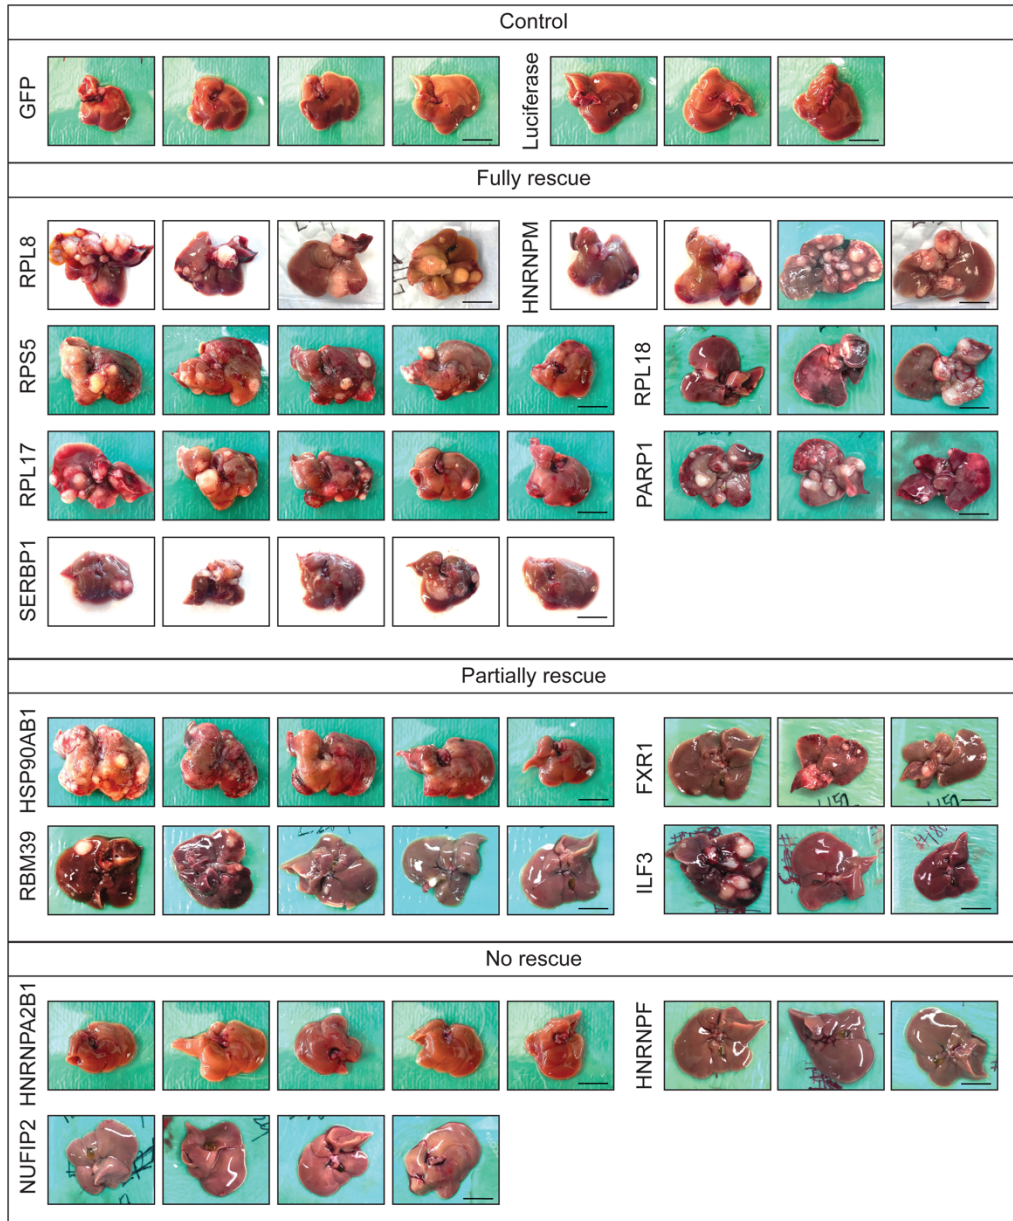 Control
GFP
Luciferase
Fully rescue
RPL8
HNRNPM
RPS5
RPL18
RPL17
PARP1
SERBP1
Partially rescue
HSP90AB1
FXR1
RBM39
ILF3
No rescue
HNRNPA2B1
HNRNPF
NUFIP2